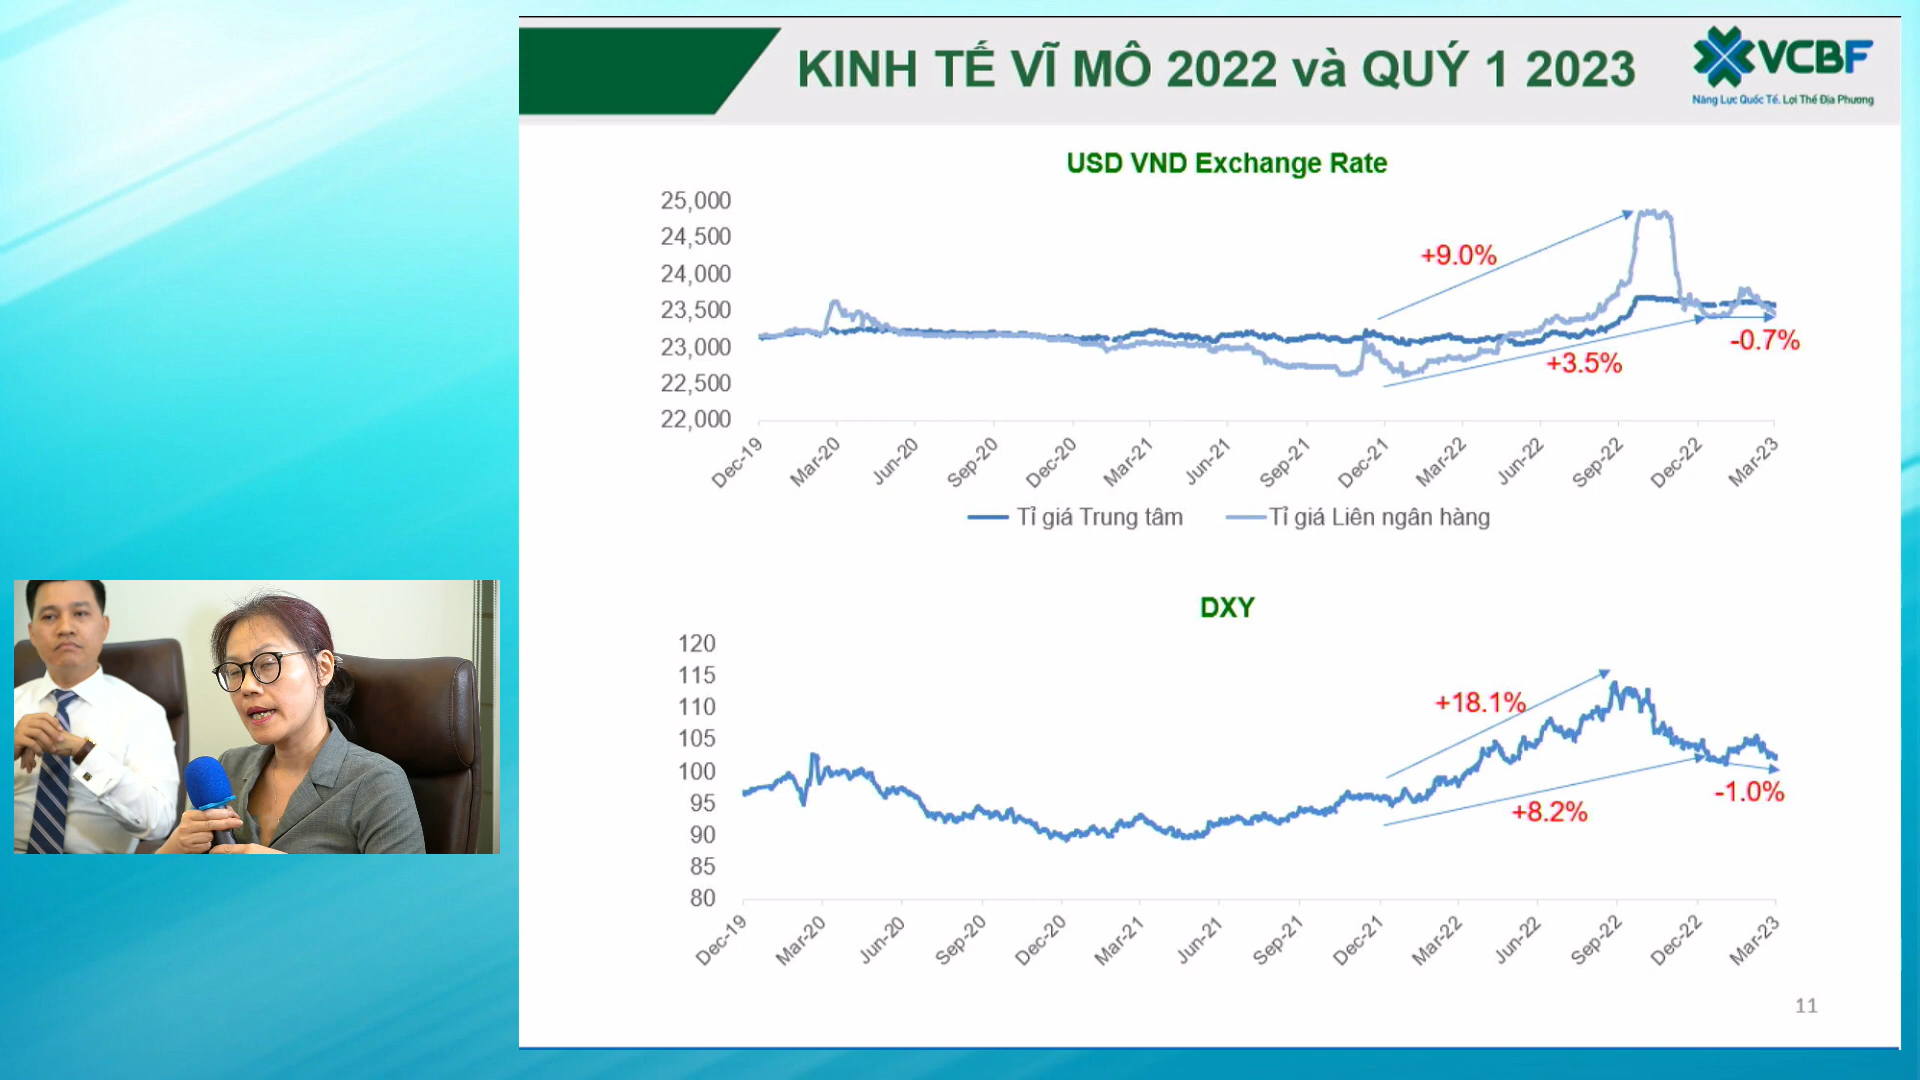 KINH TẾ VĨ MÔ 2022 và QUÝ 1 2023
VCBF
Năng Lực Quốc Tế. Lợi Thế Địa Phương
USD VND Exchange Rate
25,000
24,500
24,000
23,500
23,000
22,500
22,000
+9.0%
+3.5%
-0.7%
Dec-19 Mar-20 Jun-20 Sep-20 Dec-20 Mar-21 Jun-21 Sep-21 Dec-21 Mar-22 Jun-22 Sep-22 Dec-22 Mar-23
Tỉ giá Trung tâm Tỉ giá Liên ngân hàng
DXY
120
115
110
105
100
95
90
85
80
+18.1%
+8.2%
-1.0%
Dec-19 Mar-20 Jun-20 Sep-20 Dec-20 Mar-21 Jun-21 Sep-21 Dec-21 Mar-22 Jun-22 Sep-22 Dec-22 Mar-23
11